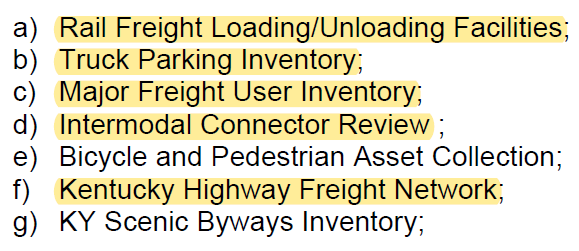 a) Rail Freight Loading/Unloading Facilities;
b) Truck Parking Inventory;
c) Major Freight User Inventory;
d) Intermodal Connector Review ;
e) Bicycle and Pedestrian Asset Collection;
f) Kentucky Highway Freight Network;
g) KY Scenic Byways Inventory;